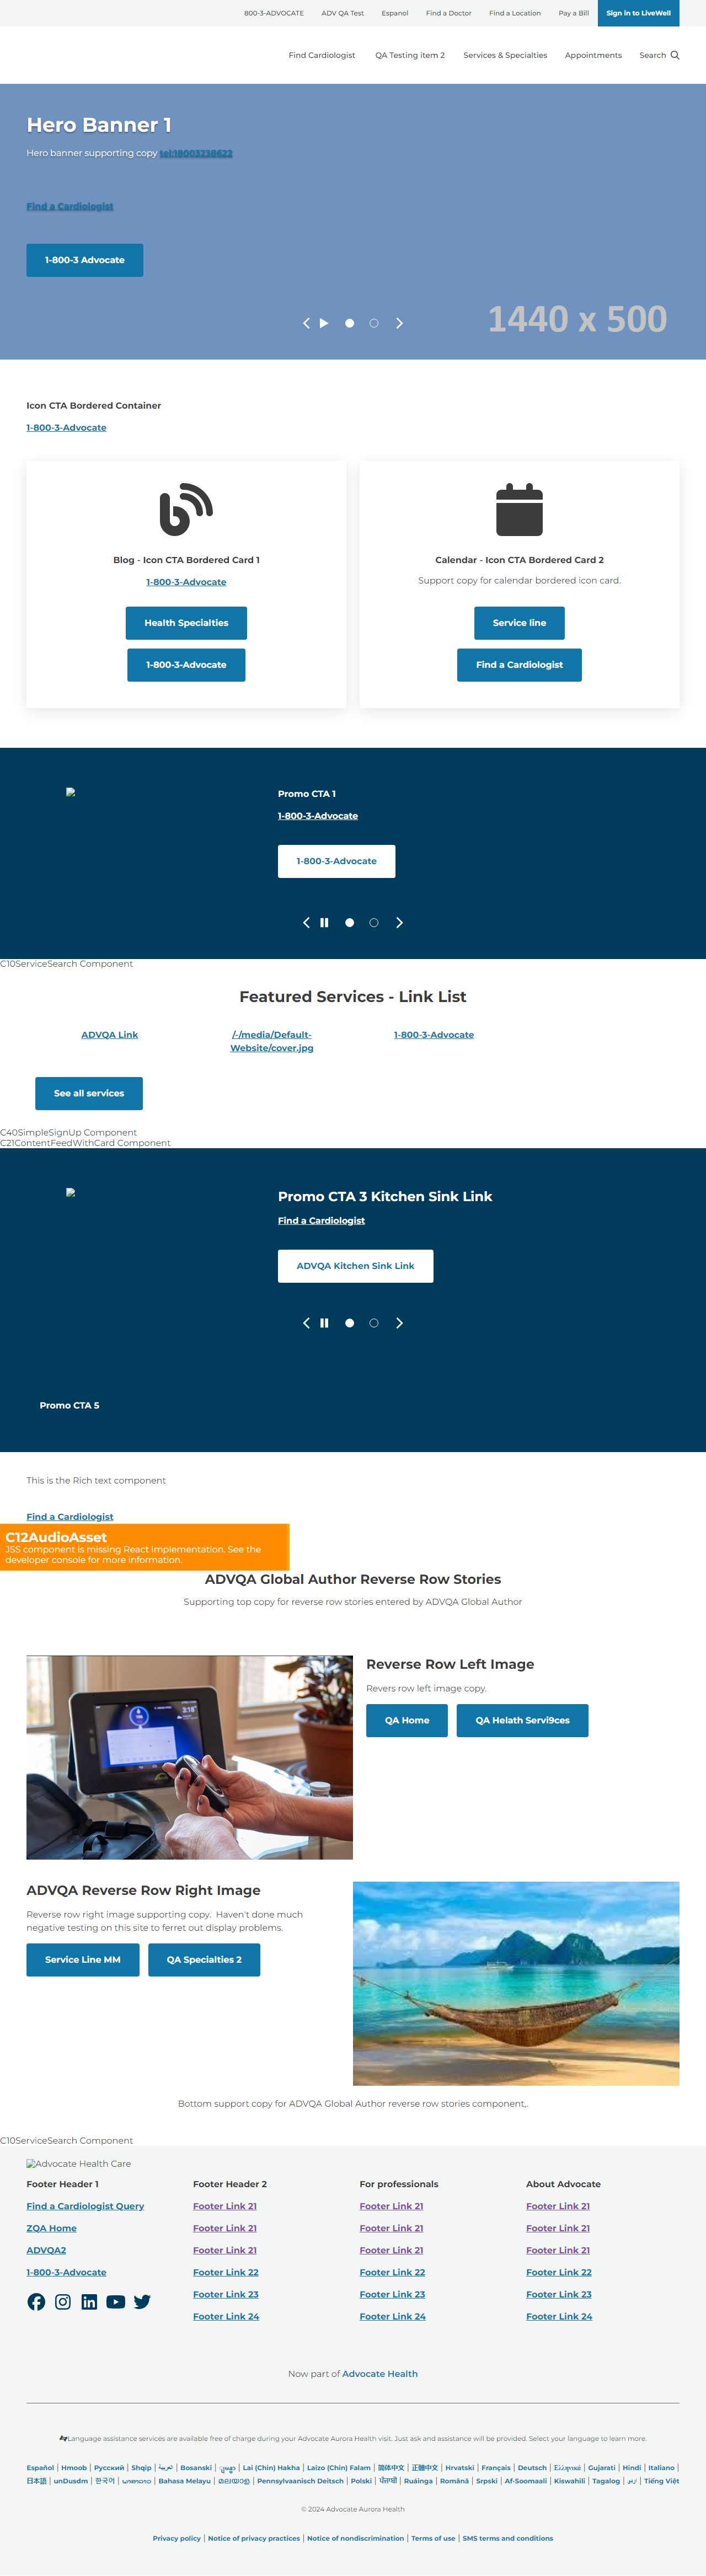 800-3-ADVOCATE ADV QA Test Espanol Find a Doctor Find a Location Pay a Bill Sign in to LiveWell
Find Cardiologist QA Testing item 2 Services & Specialties Appointments Search
Hero Banner 1
Hero banner supporting copy tel:18003238622
Find a Cardiologist
1-800-3 Advocate
1440 x 500
Icon CTA Bordered Container
1-800-3-Advocate
Blog - Icon CTA Bordered Card 1
1-800-3-Advocate
Health Specialties
1-800-3-Advocate
Calendar - Icon CTA Bordered Card 2
Support copy for calendar bordered icon card.
Service line
Find a Cardiologist
Promo CTA 1
1-800-3-Advocate
1-800-3-Advocate
C10ServiceSearch Component
Featured Services - Link List
ADVQA Link
/-/media/Default-
Website/cover.jpg
1-800-3-Advocate
See all services
C40SimpleSignUp Component
C21ContentFeedWithCard Component
Promo CTA 3 Kitchen Sink Link
Find a Cardiologist
ADVQA Kitchen Sink Link
Promo CTA 5
This is the Rich text component
Find a Cardiologist
C12AudioAsset
JSS component is missing React implementation. See the
developer console for more information.
ADVQA Global Author Reverse Row Stories
Supporting top copy for reverse row stories entered by ADVQA Global Author
Reverse Row Left Image
Revers row left image copy.
QA Home QA Helath Servi9ces
ADVQA Reverse Row Right Image
Reverse row right image supporting copy. Haven't done much
negative testing on this site to ferret out display problems.
Service Line MM QA Specialties 2
Bottom support copy for ADVQA Global Author reverse row stories component,.
C10ServiceSearch Component
Advocate Health Care
Footer Header 1
Find a Cardiologist Query
ZQA Home
ADVQA2
1-800-3-Advocate
Footer Header 2
Footer Link 21
Footer Link 21
Footer Link 21
Footer Link 22
Footer Link 23
Footer Link 24
For professionals
Footer Link 21
Footer Link 21
Footer Link 21
Footer Link 22
Footer Link 23
Footer Link 24
About Advocate
Footer Link 21
Footer Link 21
Footer Link 21
Footer Link 22
Footer Link 23
Footer Link 24
Now part of Advocate Health
Language assistance services are available free of charge during your Advocate Aurora Health visit. Just ask and assistance will be provided. Select your language to learn more.
Español | Hmoob | Русский | Shqip | العربية | Bosanski | Lai (Chin) Hakha | Laizo (Chin) Falam | 简体中文 | 正體中文 | Hrvatski | Français | Deutsch | Ελληνικά | Gujarati | Hindi | Italiano |
日本語 | unDusdm | 한국어 | ພາສາລາວ | Bahasa Melayu | മലയാളി | Pennsylvaanisch Deitsch | Polski | ਪੰਜਾਬੀ | Ruáinga | Română | Srpski | Af-Soomaali | Kiswahili | Tagalog | اردو | Tiếng Việt
© 2024 Advocate Aurora Health
Privacy policy | Notice of privacy practices | Notice of nondiscrimination | Terms of use | SMS terms and conditions